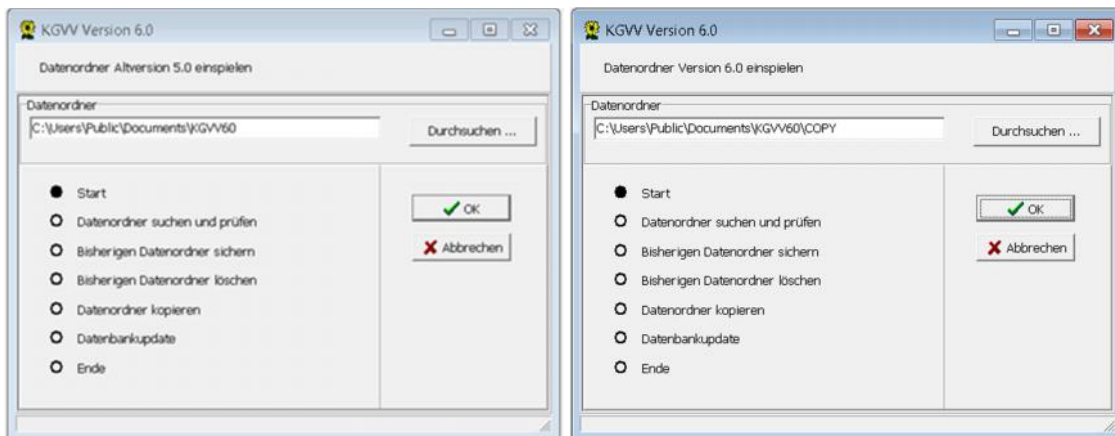 KGVV Version 6.0
Datenordner Altversion 5.0 einspielen
Datenordner
C:\Users\Public\Documents\KGVV60
Durchsuchen ...
Start
Datenordner suchen und prüfen
Bisherigen Datenordner sichern
Bisherigen Datenordner löschen
Datenordner kopieren
Datenbankupdate
Ende
OK
Abbrechen
KGVV Version 6.0
Datenordner Version 6.0 einspielen
Datenordner
C:\Users\Public\Documents\KGVV60\COPY
Durchsuchen ...
Start
Datenordner suchen und prüfen
Bisherigen Datenordner sichern
Bisherigen Datenordner löschen
Datenordner kopieren
Datenbankupdate
Ende
OK
Abbrechen